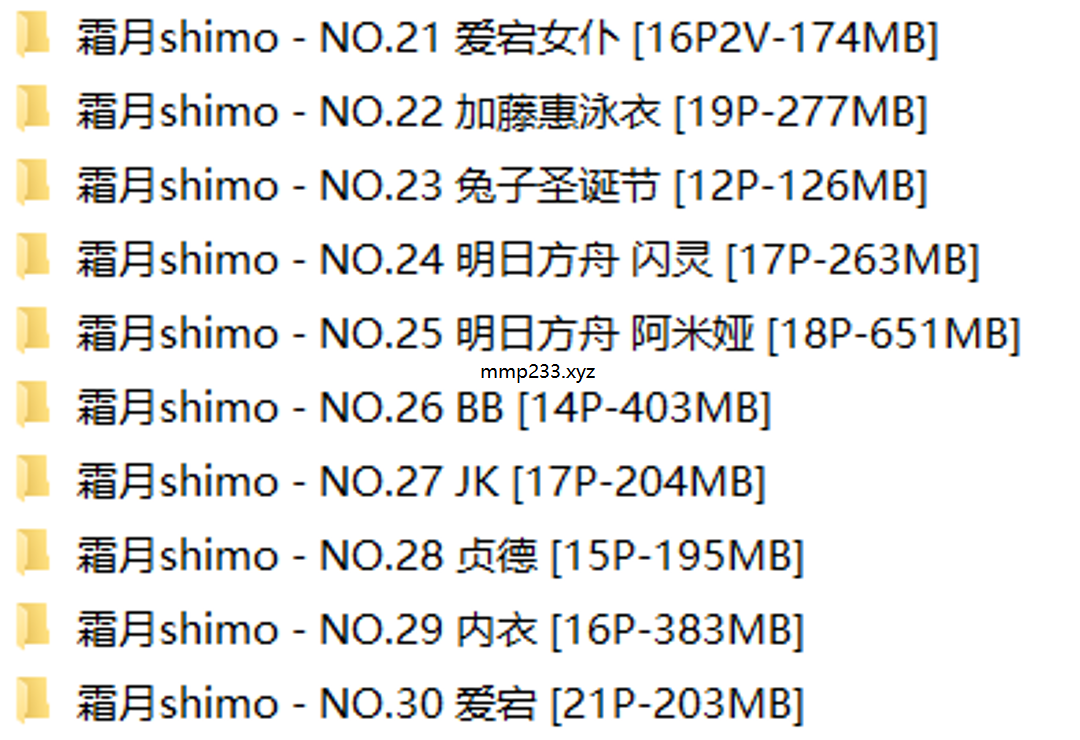 霜月shimo - NO.21 爱宕女仆 [16P2V-174MB]
霜月shimo - NO.22 加藤惠泳衣 [19P-277MB]
霜月shimo - NO.23 兔子圣诞节 [12P-126MB]
霜月shimo - NO.24 明日方舟 闪灵 [17P-263MB]
霜月shimo - NO.25 明日方舟 阿米娅 [18P-651MB]
mmp233.xyz
霜月shimo - NO.26 BB [14P-403MB]
霜月shimo - NO.27 JK [17P-204MB]
霜月shimo - NO.28 贞德 [15P-195MB]
霜月shimo - NO.29 内衣 [16P-383MB]
霜月shimo - NO.30 爱宕 [21P-203MB]